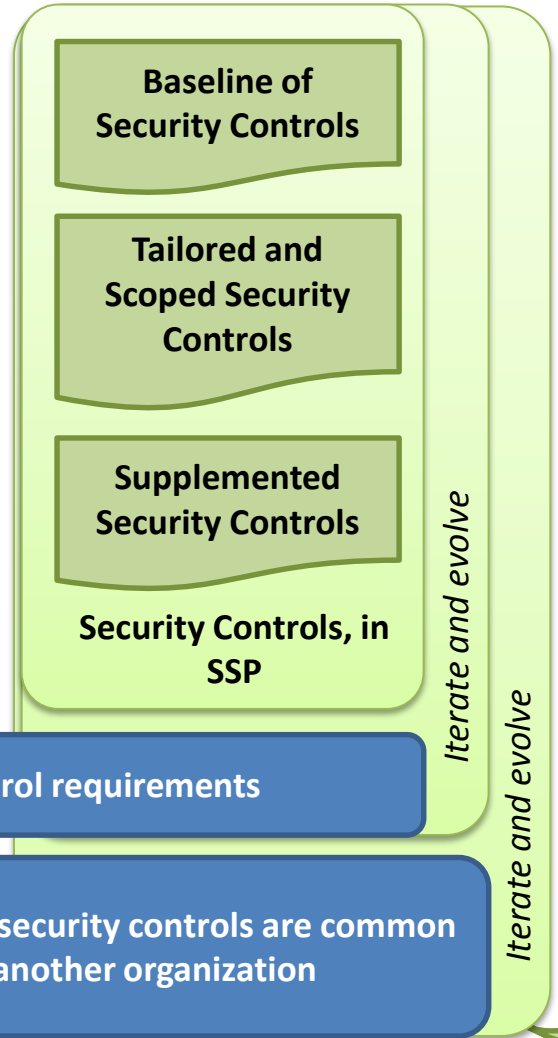 Baseline of
Security Controls
Tailored and
Scoped Security
Controls
Supplemented
Security Controls
Security Controls, in
SSP
Iterate and evolve
rol requirements
Iterate and evolve
security controls are common
another organization